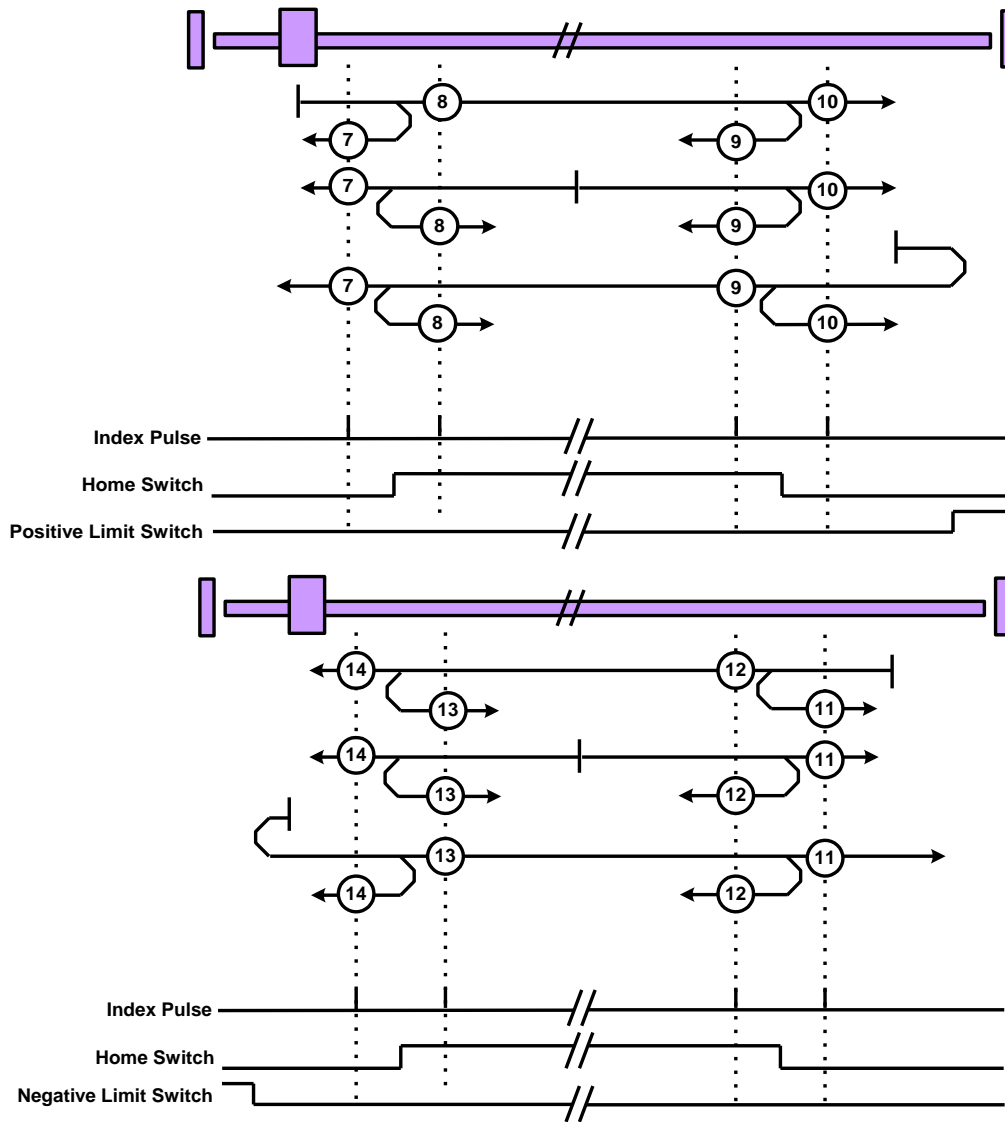 8 10
7 9
7 10
8 9
7 9
8 10
Index Pulse
Home Switch
Positive Limit Switch
14 12
13 11
14 11
13 12
13 11
14 12
Index Pulse
Home Switch
Negative Limit Switch